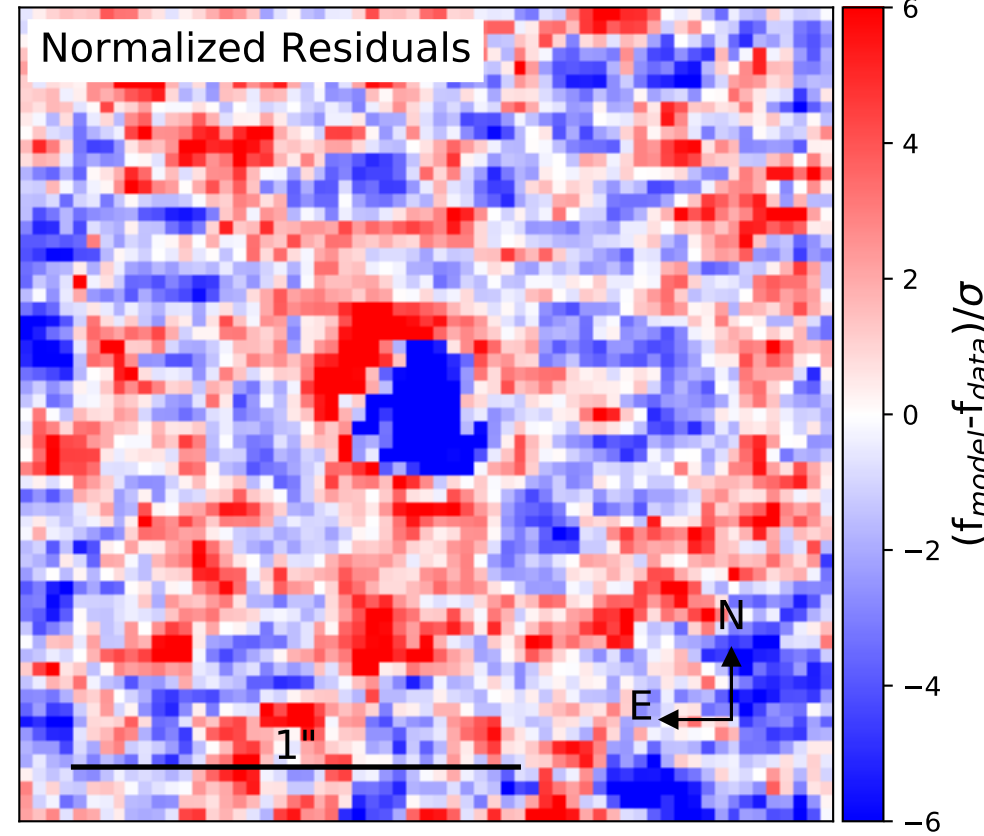 Normalized Residuals
6
4
2
0
−2
−4
−6
(f_model-f_data)/σ
N
E
1"